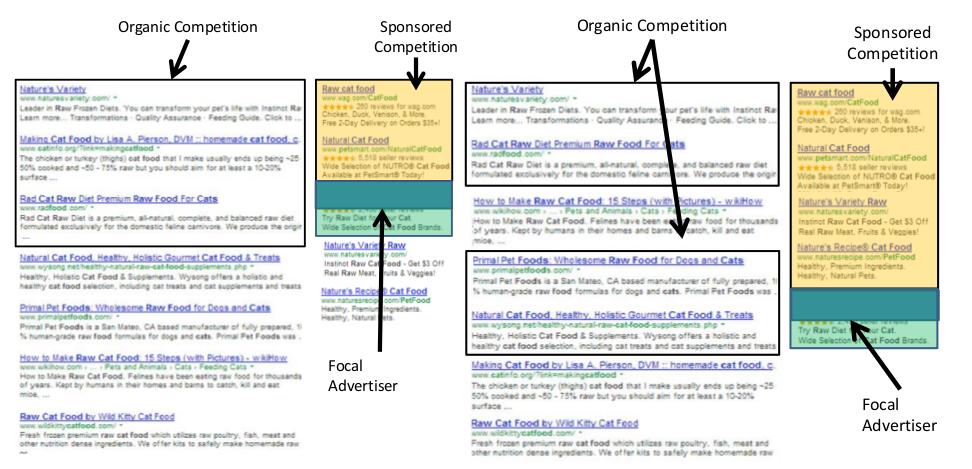 Organic Competition
Sponsored
Competition
Nature's Variety
www.naturesvariety.com/
Leader in Raw Frozen Diets. You can transform your pet's life with Instinct Ra
Learn more... Transformations · Quality Assurance · Feeding. Click to ...
Making Cat Food by Lisa A. Pierson, DVM :: homemade cat food, c
www.catinfo.org/?link=makingcatfood
The chicken or turkey (thighs) cat food that I make usually ends up being ~25
50% cooked and ~50 - 75% raw but you should aim for at least a 10-20%
surface ....
Rad Cat Raw Diet Premium Raw Food For Cats
www.radfood.com/
Rad Cat Raw Diet is a premium, all-natural, complete, and balanced raw diet
formulated exclusively for the domestic feline carnivore. We produce the origin
...
Natural Cat Food, Healthy, Holistic Gourmet Cat Food & Treats
www.wysong.net/healthy-natural-raw-cat-food-supplements.php
Healthy, Holistic Cat Food & Supplements. Wysong offers a holistic and
healthy cat food selection, including cat treats and cat supplements and treats
Primal Pet Foods: Wholesome Raw Food for Dogs and Cats
www.primalpetfoods.com/
Primal Pet Foods is a San Mateo, CA based manufacturer of fully prepared, 1
% human-grade raw formulas for dogs and cats. Primal Pet Foods was .
How to Make Raw Cat Food: 15 Steps (with Pictures) - wikiHow
www.wikihow.com › ... › Pets and Animals › Cats › Feeding Cats
How to Make Raw Cat Food. Felines have been eating raw food for thousands
of years. Kept by humans in their homes and barns to catch, kill and eat
mice, ...
Raw Cat Food by Wild Kitty Cat Food
www.wildkittycatfood.com/
Fresh frozen premium raw cat food which utilizes raw poultry, fish, meat and
other nutrition dense ingredients. We offer kits to safely make homemade raw
Raw cat food
www.wag.com/CatFood
★★★★★ 260 reviews for wag.com
Chicken, Duck, Venison, & More.
Free 2-Day Delivery on Orders $35+!
Natural Cat Food
www.petsmart.com/NaturalCatFood
★★★★★ 5,518 seller reviews
Wide Selection of NUTRO® Cat Food
Available at PetSmart® Today!
Try Raw Diet for Your Cat.
Wide Selection Cat Food Brands.
Nature's Variety Raw
www.naturesvariety.com/
Instinct Raw Cat Food - Get $3 Off
Real Raw Meat, Fruits & Veggies!
Nature's Recipe® Cat Food
www.naturesrecipe.com/PetFood
Healthy, Premium Ingredients.
Healthy, Natural Pets.
Focal
Advertiser
Organic Competition
Sponsored
Competition
Nature's Variety
www.naturesvariety.com/
Leader in Raw Frozen Diets. You can transform your pet's life with Instinct Ra
Learn more... Transformations · Quality Assurance · Feeding. Click to ...
Rad Cat Raw Diet Premium Raw Food For Cats
www.radfood.com/
Rad Cat Raw Diet is a premium, all-natural, complete, and balanced raw diet
formulated exclusively for the domestic feline carnivore. We produce the origin
How to Make Raw Cat Food: 15 Steps (with Pictures) - wikiHow
www.wikihow.com › ... › Pets and Animals › Cats › Feeding Cats
How to Make Raw Cat Food. Felines have been eating raw food for thousands
of years. Kept by humans in their homes and barns to catch, kill and eat
mice, ...
Primal Pet Foods: Wholesome Raw Food for Dogs and Cats
www.primalpetfoods.com/
Primal Pet Foods is a San Mateo, CA based manufacturer of fully prepared, 1
% human-grade raw formulas for dogs and cats. Primal Pet Foods was .
Natural Cat Food, Healthy, Holistic Gourmet Cat Food & Treats
www.wysong.net/healthy-natural-raw-cat-food-supplements.php
Healthy, Holistic Cat Food & Supplements. Wysong offers a holistic and
healthy cat food selection, including cat treats and cat supplements and treats
Making Cat Food by Lisa A. Pierson, DVM :: homemade cat food, c
www.catinfo.org/?link=makingcatfood
The chicken or turkey (thighs) cat food that I make usually ends up being ~25
50% cooked and ~50 - 75% raw but you should aim for at least a 10-20%
surface ....
Raw Cat Food by Wild Kitty Cat Food
www.wildkittycatfood.com/
Fresh frozen premium raw cat food which utilizes raw poultry, fish, meat and
other nutrition dense ingredients. We offer kits to safely make homemade raw
Raw cat food
www.wag.com/CatFood
★★★★★ 260 reviews for wag.com
Chicken, Duck, Venison, & More.
Free 2-Day Delivery on Orders $35+!
Natural Cat Food
www.petsmart.com/NaturalCatFood
★★★★★ 5,518 seller reviews
Wide Selection of NUTRO® Cat Food
Available at PetSmart® Today!
Nature's Variety Raw
www.naturesvariety.com/
Instinct Raw Cat Food - Get $3 Off
Real Raw Meat, Fruits & Veggies!
Nature's Recipe® Cat Food
www.naturesrecipe.com/PetFood
Healthy, Premium Ingredients.
Healthy, Natural Pets.
seller reviews
Try Raw Diet for Your Cat.
Wide Selection Cat Food Brands.
Focal
Advertiser